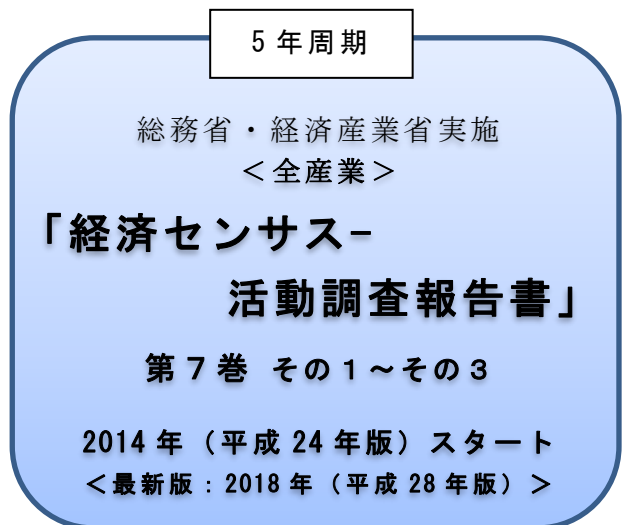 5年周期
総務省・経済産業省実施
＜全産業＞
「経済センサス-
活動調査報告書」
第7巻 その1～その3
2014年（平成24年版）スタート
＜最新版：2018年（平成28年版）＞